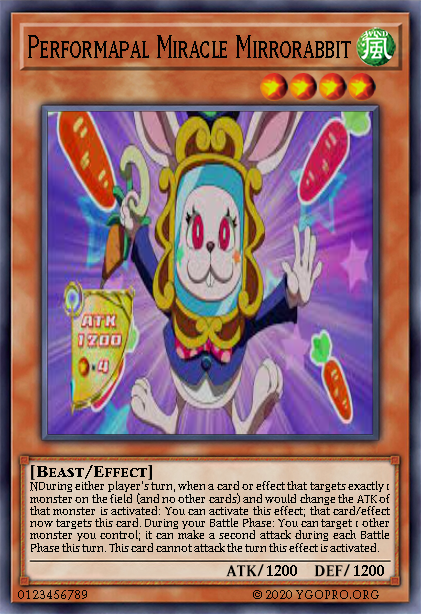 PERFORMAPAL MIRACLE MIRRORABBIT
WIND
風
ATK
1200
4
[BEAST/EFFECT]
NDuring either player's turn, when a card or effect that targets exactly 1
monster on the field (and no other cards) and would change the ATK of
that monster is activated: You can activate this effect; that card/effect
now targets this card. During your Battle Phase: You can target 1 other
monster you control; it can make a second attack during each Battle
Phase this turn. This card cannot attack the turn this effect is activated.
ATK/1200 DEF/1200
0123456789 © 2020 YGOPRO.ORG